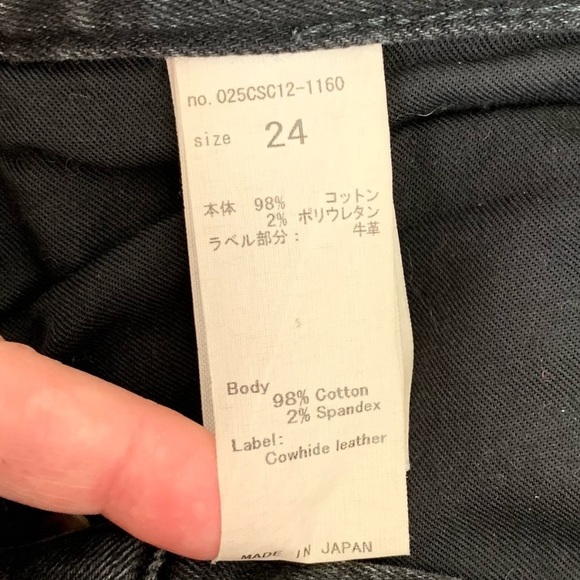 no. 025CSC12-1160
size 24
本体 98% コットン
2% ポリウレタン
ラベル部分: 牛革
Body
98% Cotton
2% Spandex
Label:
Cowhide leather
MADE IN JAPAN